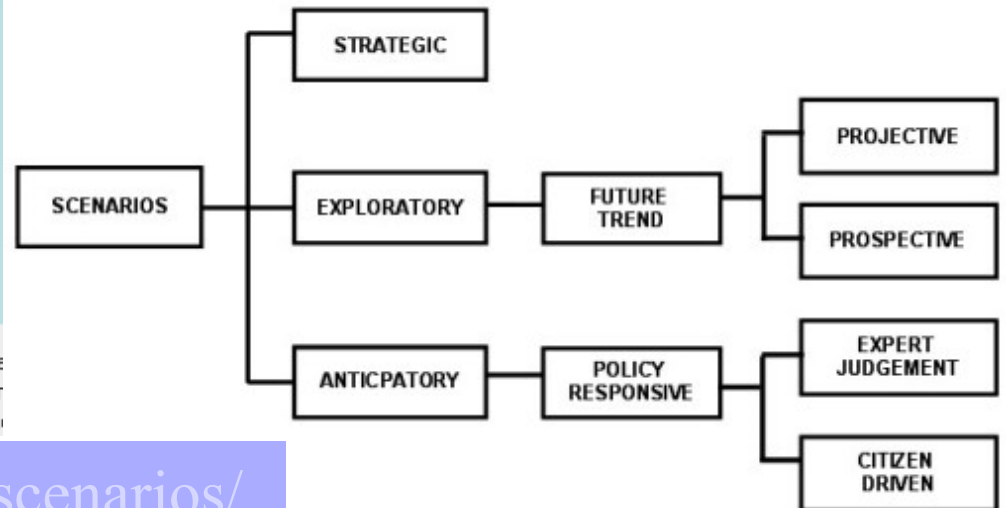 STRATEGIC
SCENARIOS
EXPLORATORY
FUTURE
TREND
PROJECTIVE
PROSPECTIVE
ANTICPATORY
POLICY
RESPONSIVE
EXPERT
JUDGEMENT
CITIZEN
DRIVEN
scenarios/